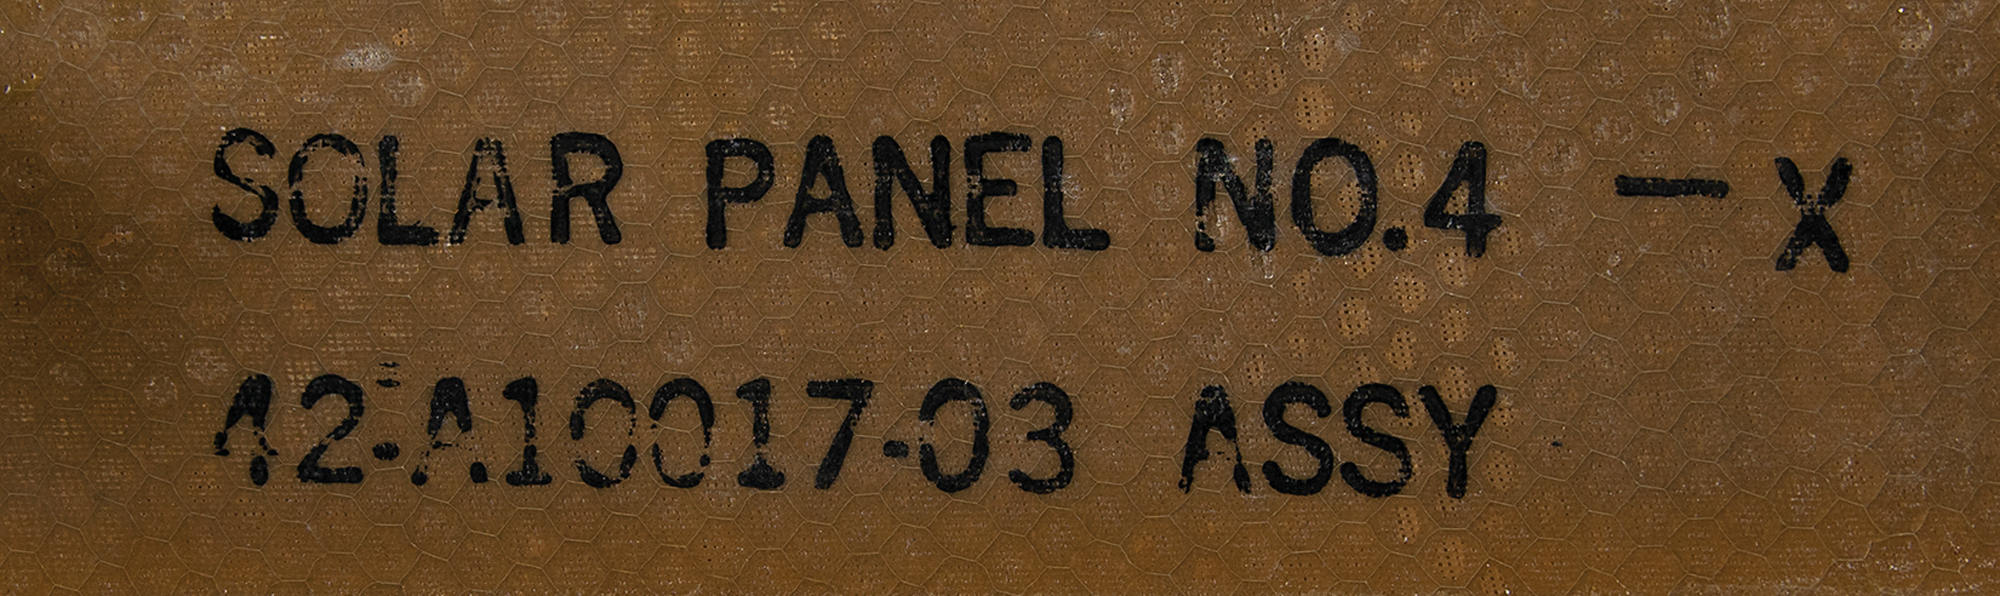 SOLAR PANEL NO.4 — X
42-A10017-03 ASSY